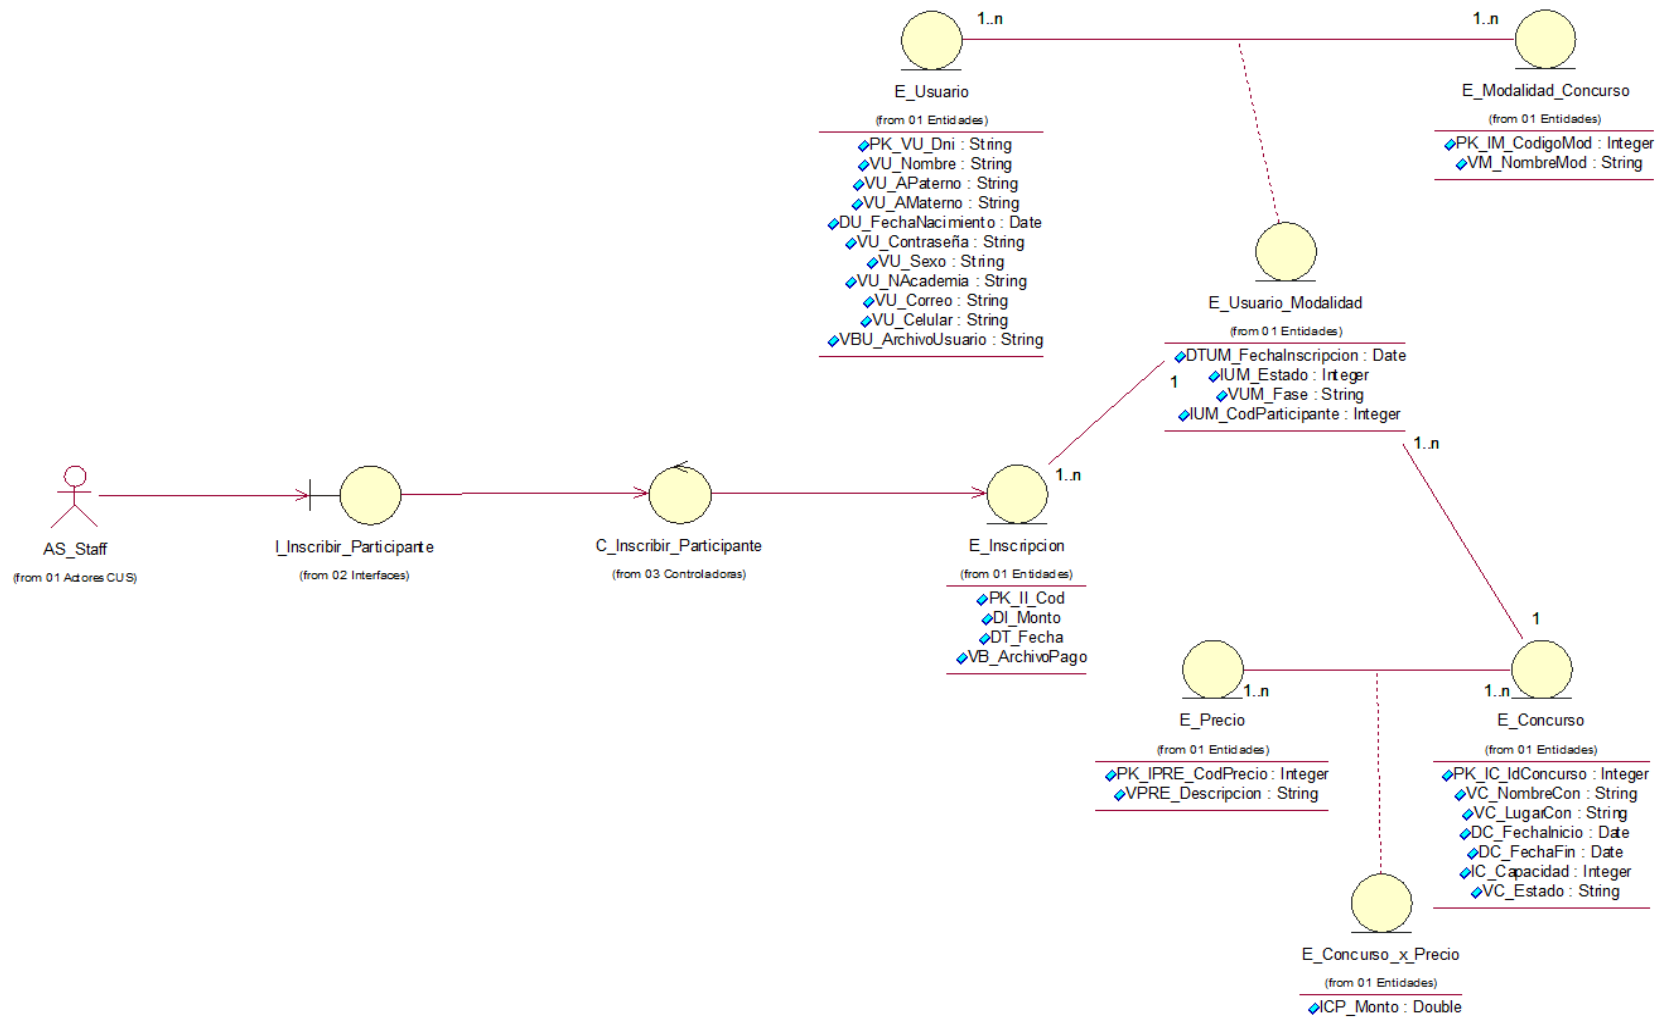 1..n
1..n
E_Usuario
(from 01 Entidades)
PK_VU_Dni : String
VU_Nombre : String
VU_APaterno : String
VU_AMaterno : String
DU_FechaNacimiento : Date
VU_Contraseña : String
VU_Sexo : String
VU_NAcademia : String
VU_Correo : String
VU_Celular : String
VBU_ArchivoUsuario : String
E_Modalidad_Concurso
(from 01 Entidades)
PK_IM_CodigoMod : Integer
VM_NombreMod : String
E_Usuario_Modalidad
(from 01 Entidades)
DTUM_FechaInscripcion : Date
IUM_Estado : Integer
VUM_Fase : String
IUM_CodParticipante : Integer
1
1..n
1..n
AS_Staff
(from 01 Actores CUS)
I_Inscribir_Participante
(from 02 Interfaces)
C_Inscribir_Participante
(from 03 Controladoras)
E_Inscripcion
(from 01 Entidades)
PK_II_Cod
DI_Monto
DT_Fecha
VB_ArchivoPago
1
1..n
1..n
E_Precio
(from 01 Entidades)
PK_IPRE_CodPrecio : Integer
VPRE_Descripcion : String
E_Concurso
(from 01 Entidades)
PK_IC_IdConcurso : Integer
VC_NombreCon : String
VC_LugarCon : String
DC_FechaInicio : Date
DC_FechaFin : Date
IC_Capacidad : Integer
VC_Estado : String
E_Concurso_x_Precio
(from 01 Entidades)
ICP_Monto : Double